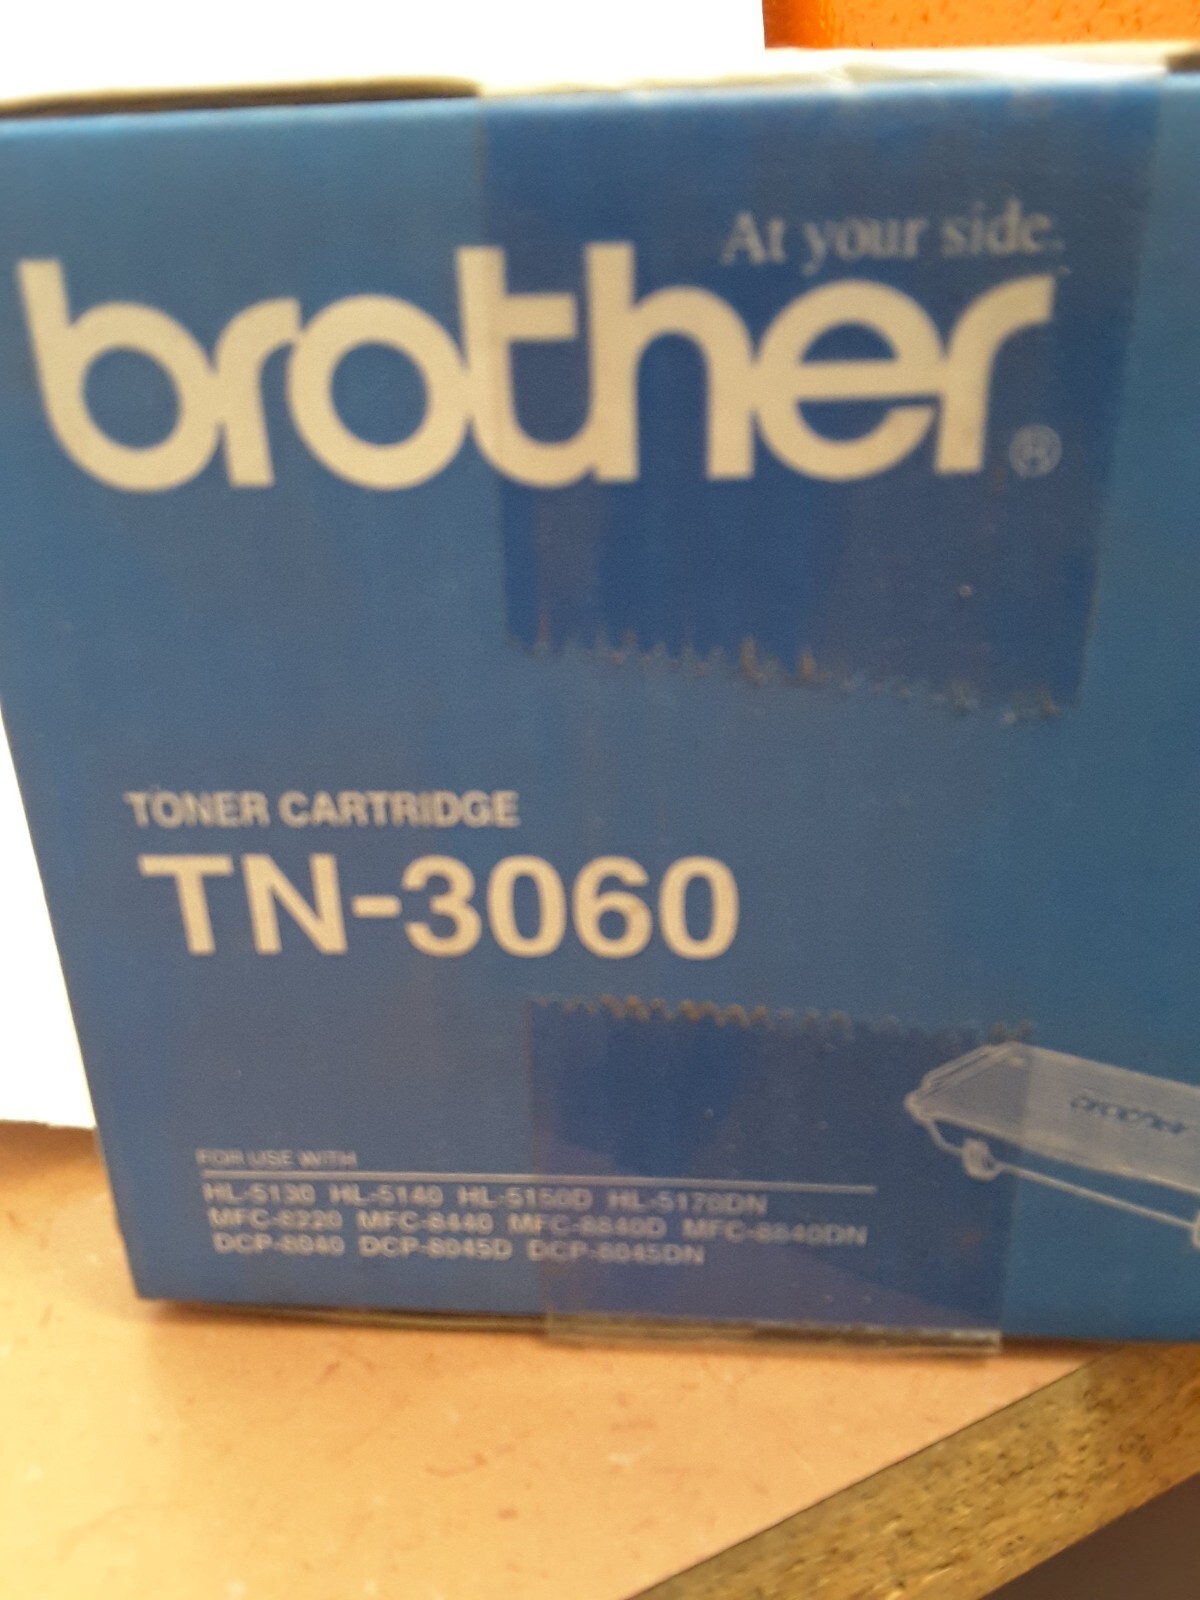 At your side.
brother®
TONER CARTRIDGE
TN-3060
brother
FOR USE WITH
HL-5130 HL-5140 HL-5150D HL-5170DN
MFC-8220 MFC-8440 MFC-8840D MFC-8840DN
DCP-8040 DCP-8045D DCP-8045DN